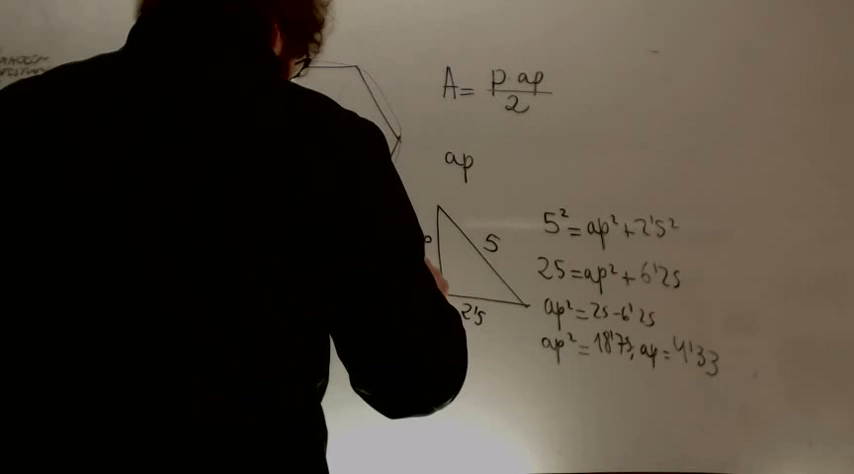 A = p·ap / 2
ap
5
2'5
5² = ap² + 2'5²
25 = ap² + 6'25
ap² = 25 - 6'25
ap² = 18'75; ap = 4'33